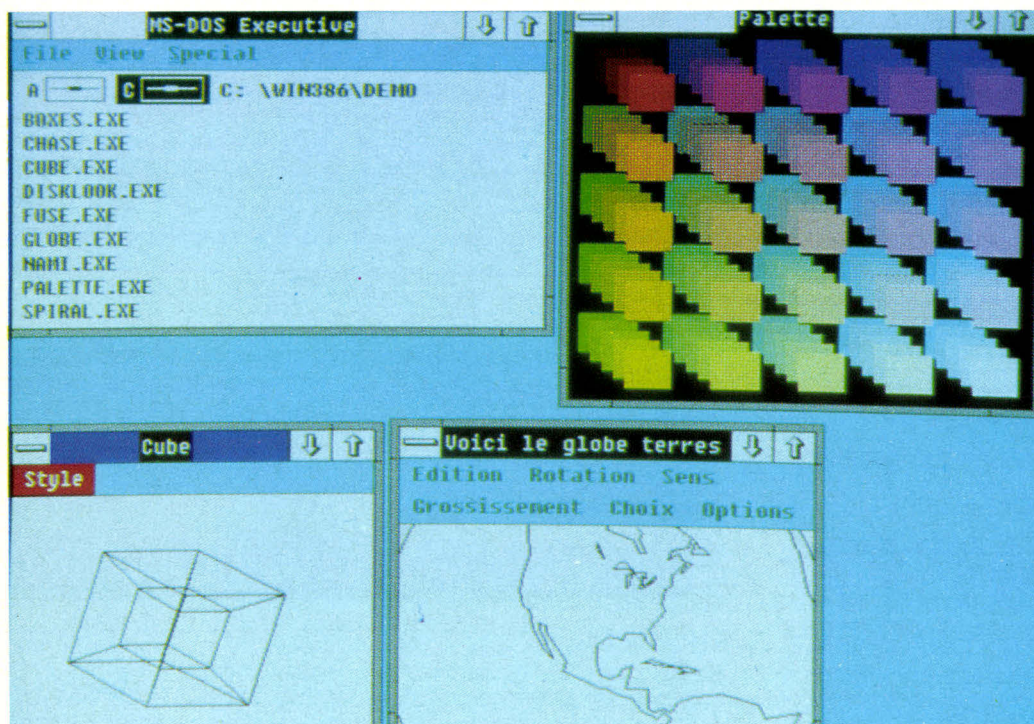 MS-DOS Executive
File View Special
A C C: \WIN386\DEMO
BOXES.EXE
CHASE.EXE
CUBE.EXE
DISKLOOK.EXE
FUSE.EXE
GLOBE.EXE
NAMI.EXE
PALETTE.EXE
SPIRAL.EXE
Palette
Cube
Style
Voici le globe terres
Edition Rotation Sens
Grossissement Choix Options